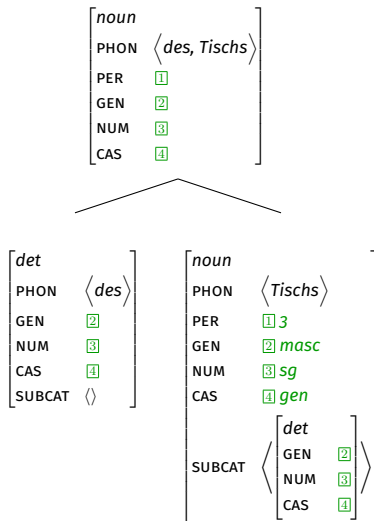 noun
PHON ⟨des, Tischs⟩
PER 1
GEN 2
NUM 3
CAS 4
det
PHON ⟨des⟩
GEN 2
NUM 3
CAS 4
SUBCAT ⟨⟩
noun
PHON ⟨Tischs⟩
PER 1 3
GEN 2 masc
NUM 3 sg
CAS 4 gen
det
GEN 2
SUBCAT ⟨ NUM 3 ⟩
CAS 4